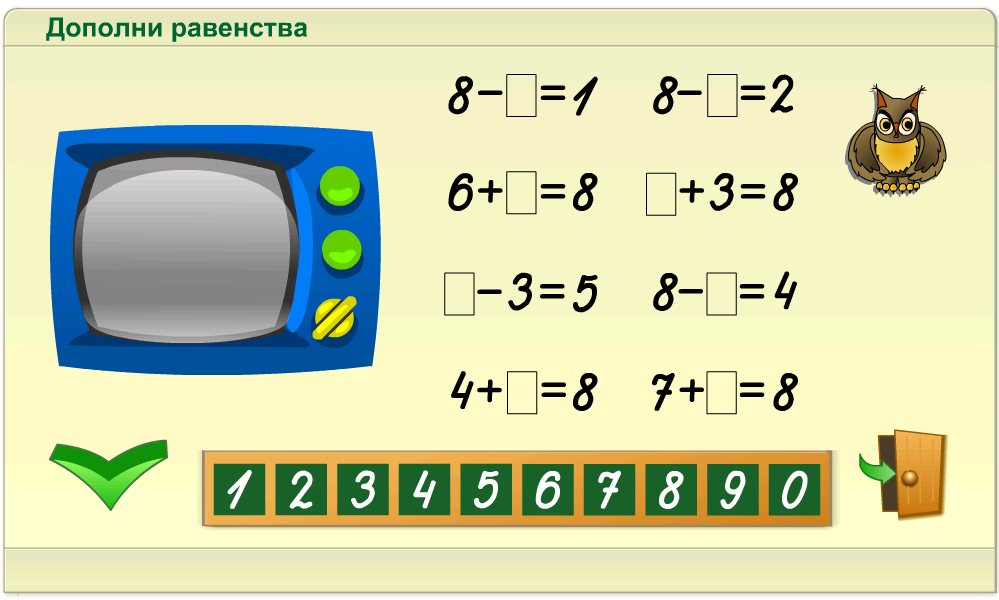 Дополни равенства
8-□=1 8-□=2
6+□=8 □+3=8
□-3=5 8-□=4
4+□=8 7+□=8
1 2 3 4 5 6 7 8 9 0